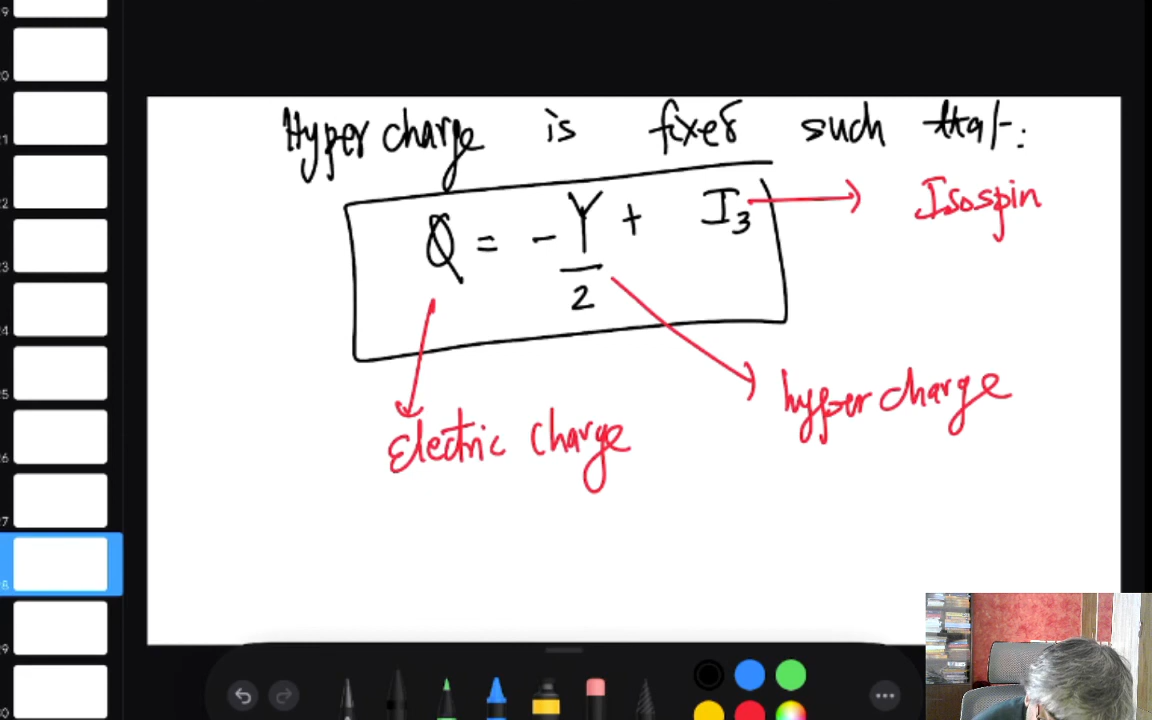 Hyper charge is fixed such that:
Q = - Y/2 + I₃
Isospin
hyper charge
Electric Charge